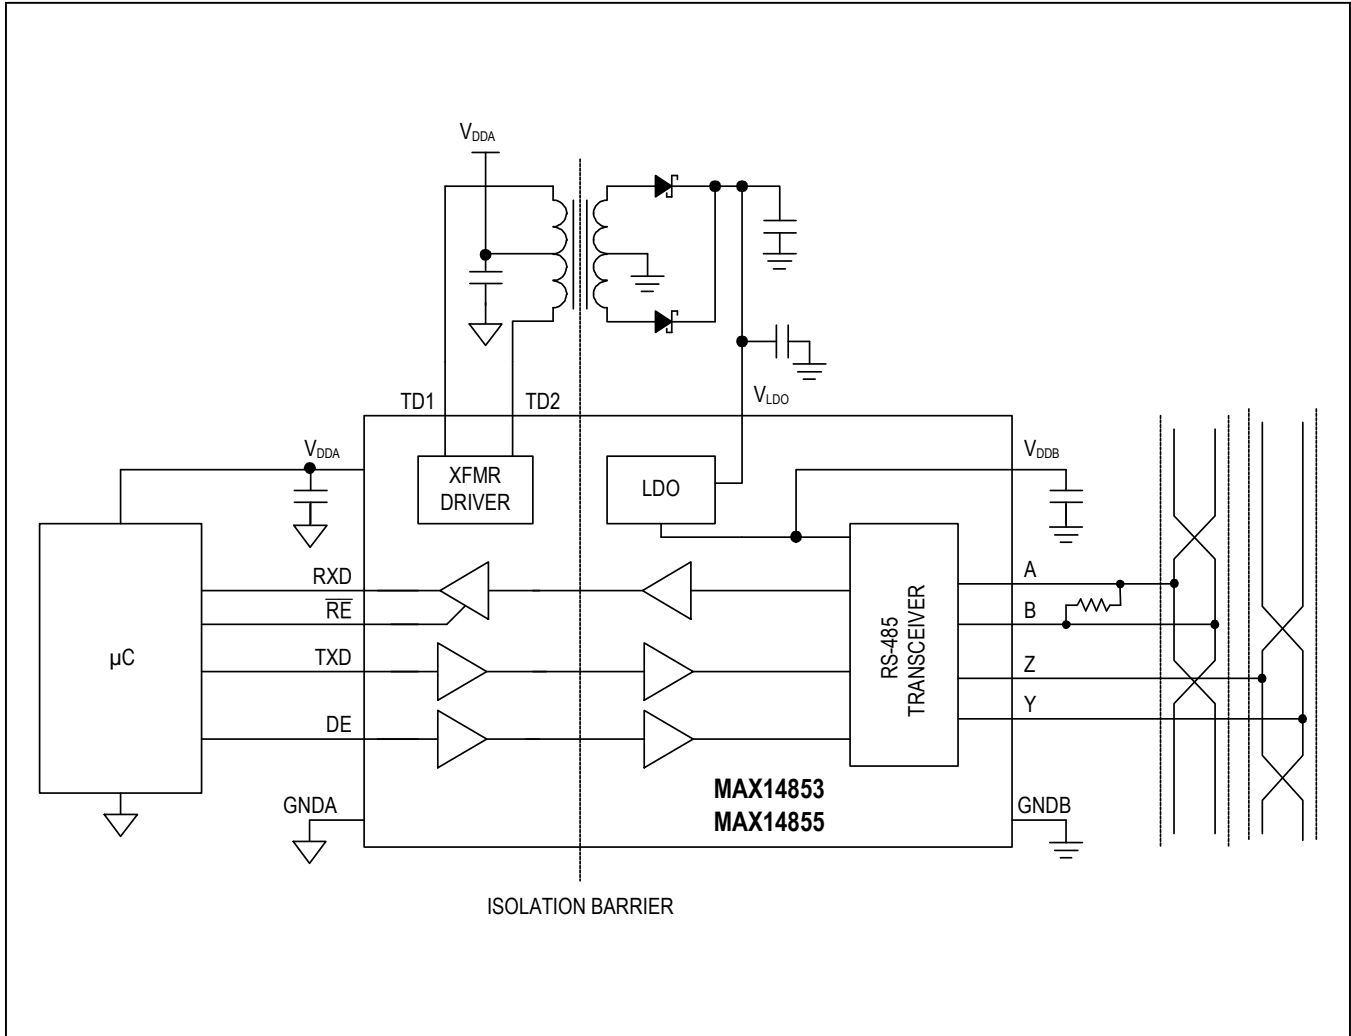 VDDA
TD1
TD2
VLDO
VDDA
XFMR
DRIVER
LDO
VDDB
RXD
RE
TXD
DE
µC
RS-485
TRANSCEIVER
A
B
Z
Y
MAX14853
MAX14855
GNDA
GNDB
ISOLATION BARRIER